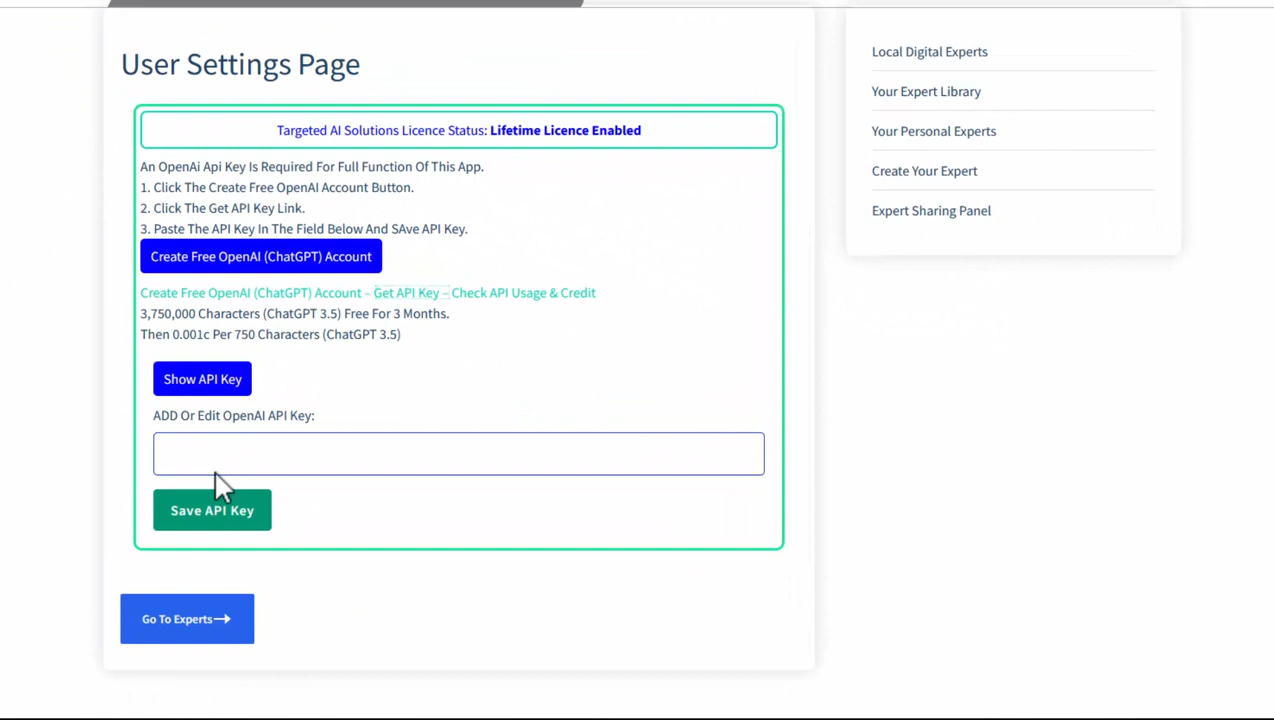 User Settings Page
Targeted AI Solutions Licence Status: Lifetime Licence Enabled
An OpenAi Api Key Is Required For Full Function Of This App.
1. Click The Create Free OpenAI Account Button.
2. Click The Get API Key Link.
3. Paste The API Key In The Field Below And SAve API Key.
Create Free OpenAI (ChatGPT) Account
Create Free OpenAI (ChatGPT) Account – Get API Key – Check API Usage & Credit
3,750,000 Characters (ChatGPT 3.5) Free For 3 Months.
Then 0.001c Per 750 Characters (ChatGPT 3.5)
Show API Key
ADD Or Edit OpenAI API Key:
Save API Key
Go To Experts
Local Digital Experts
Your Expert Library
Your Personal Experts
Create Your Expert
Expert Sharing Panel